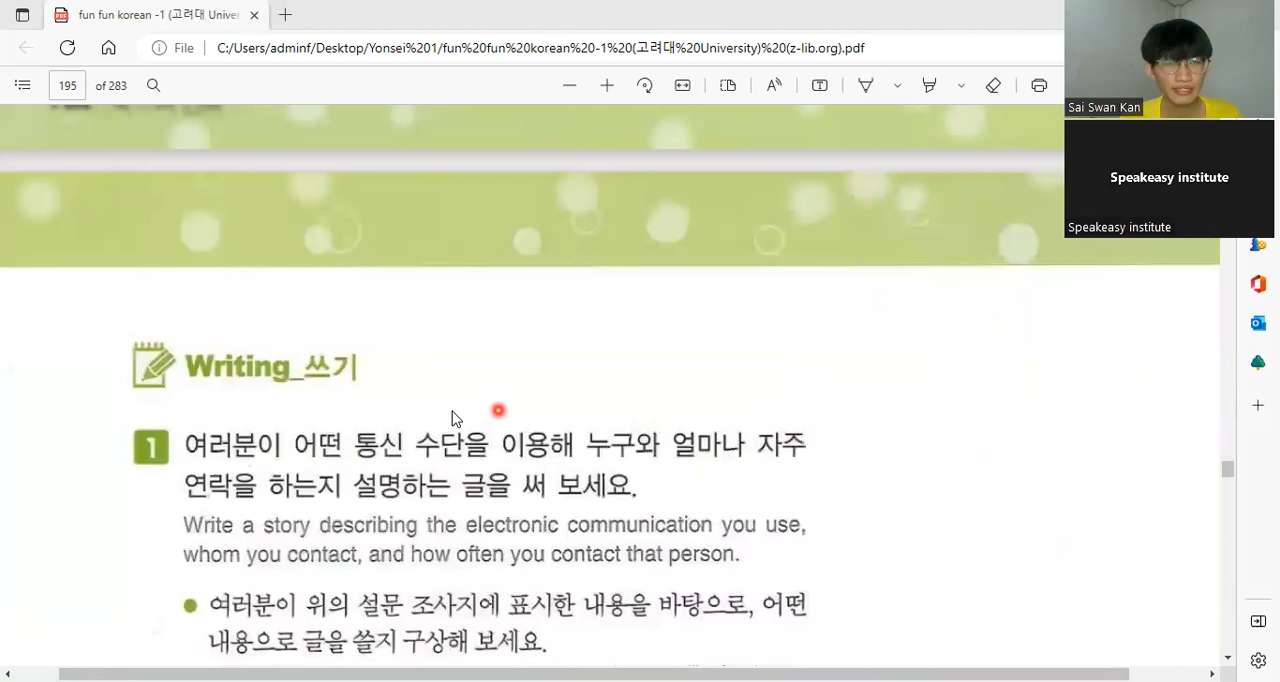 fun fun korean -1 (고려대 Univer
File
C:/Users/adminf/Desktop/Yonsei%201/fun%20fun%20korean%20-1%20(고려대%20University)%20(z-lib.org).pdf
195 of 283
Sai Swan Kan
Speakeasy institute
Speakeasy institute
Writing_쓰기
1 여러분이 어떤 통신 수단을 이용해 누구와 얼마나 자주
연락을 하는지 설명하는 글을 써 보세요.
Write a story describing the electronic communication you use,
whom you contact, and how often you contact that person.
여러분이 위의 설문 조사지에 표시한 내용을 바탕으로, 어떤
내용으로 글을 쓸지 구상해 보세요.